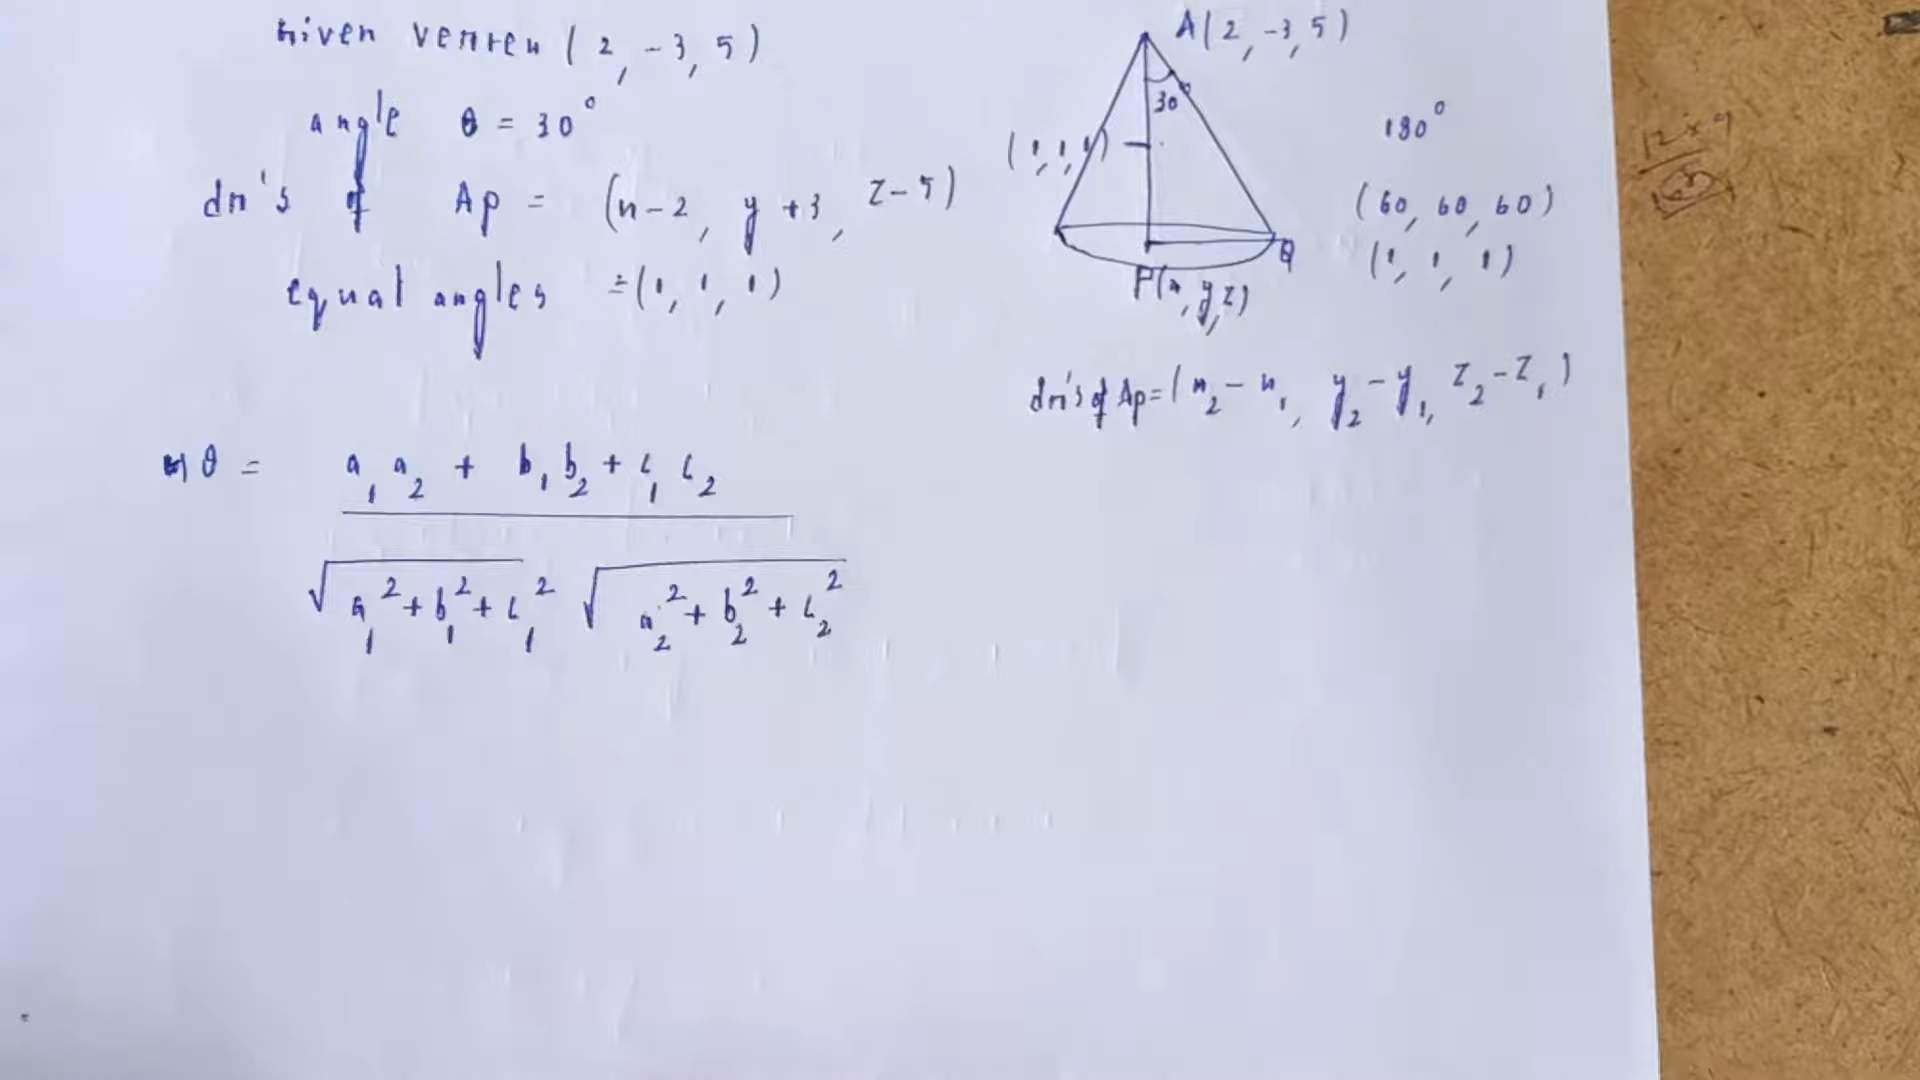 Given vertex (2, -3, 5)
angle θ = 30°
dr's of AP = (x-2, y+3, z-5)
equal angles = (1, 1, 1)
A(2, -3, 5)
30°
(1,1,1)
P(x, y, z)
Q
180°
(60, 60, 60)
(1, 1, 1)
dr's of AP = (x₂-x₁, y₂-y₁, z₂-z₁)
cos θ = a₁a₂ + b₁b₂ + c₁c₂
√a₁²+b₁²+c₁² √a₂²+b₂²+c₂²